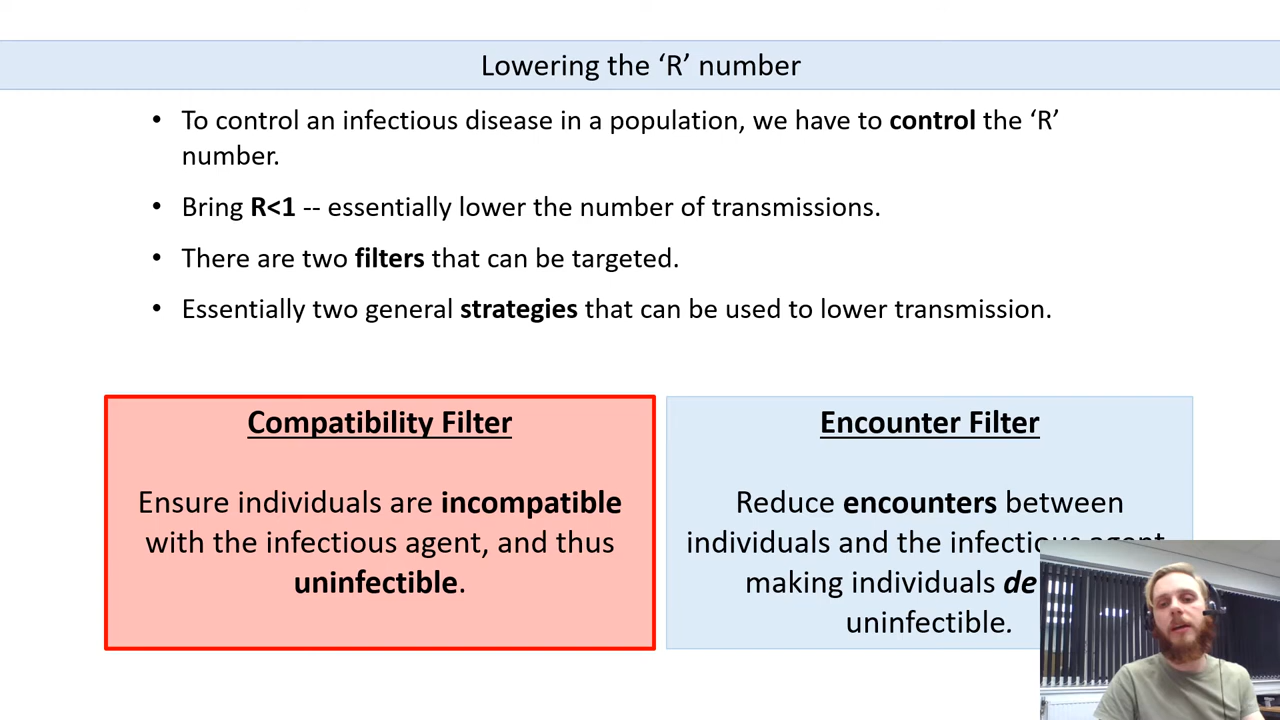 Lowering the ‘R’ number
• To control an infectious disease in a population, we have to control the ‘R’
number.
• Bring R<1 -- essentially lower the number of transmissions.
• There are two filters that can be targeted.
• Essentially two general strategies that can be used to lower transmission.
Compatibility Filter
Ensure individuals are incompatible
with the infectious agent, and thus
uninfectible.
Encounter Filter
Reduce encounters between
individuals and the infectious agent
making individuals de
uninfectible.